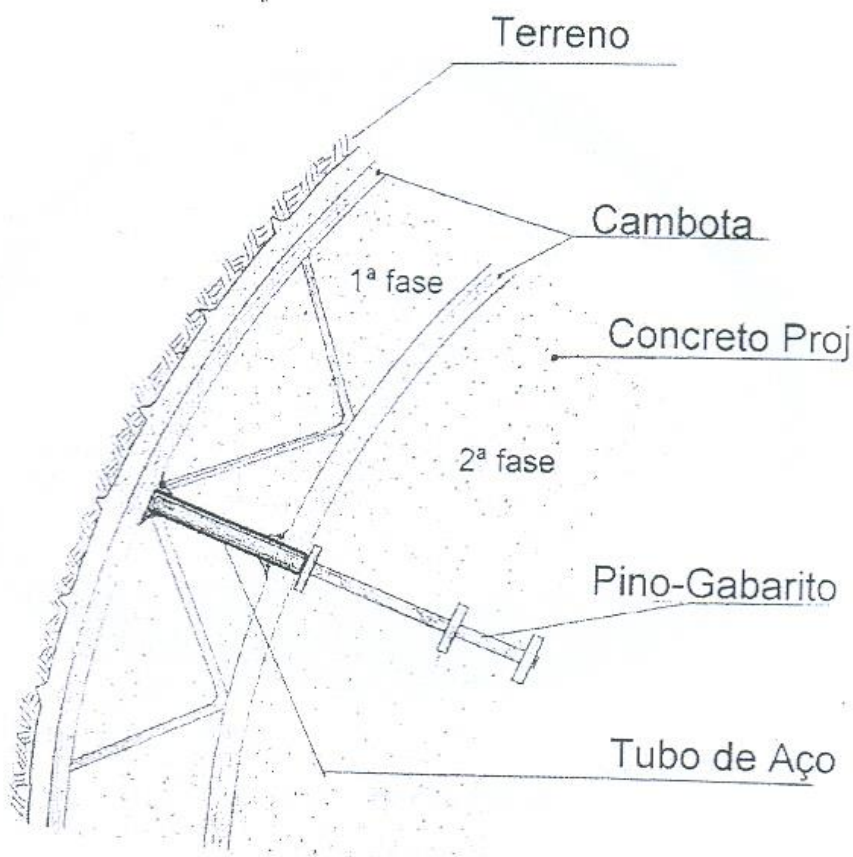 Terreno
Cambota
1ª fase
Concreto Proj
2ª fase
Pino-Gabarito
Tubo de Aço